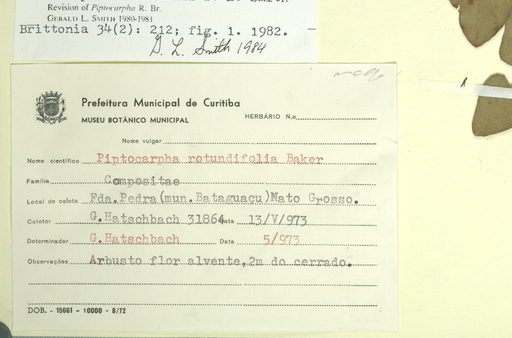 Revision of Piptocarpha R. Br.
GERALD L. SMITH 1980-1981
Brittonia 34(2): 212; fig. 1. 1982.
G. L. Smith 1984
Prefeitura Municipal de Curitiba
MUSEU BOTÂNICO MUNICIPAL
HERBÁRIO N.o
Nome vulgar
Nome científico Piptocarpha rotundifolia Baker
Família Compositae
Local de coleta Fda.Pedra(mun.Bataguaçu)Mato Grosso.
Coletor G.Hatschbach 31864 Data 13/V/973
Determinador G.Hatschbach Data 5/973
Observações Arbusto flor alvente,2m do cerrado.
DOB. - 15661 - 10000 - 8/72